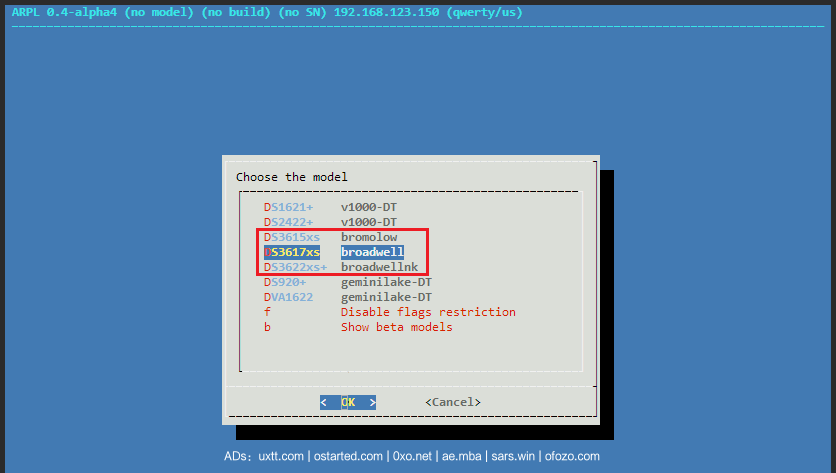 ARPL 0.4-alpha4 (no model) (no build) (no SN) 192.168.123.150 (qwerty/us)
Choose the model
DS1621+ v1000-DT
DS2422+ v1000-DT
DS3615xs bromolow
DS3617xs broadwell
DS3622xs+ broadwellnk
DS920+ geminilake-DT
DVA1622 geminilake-DT
f Disable flags restriction
b Show beta models
< OK > <Cancel>
ADs： uxtt.com | ostarted.com | 0xo.net | ae.mba | sars.win | ofozo.com